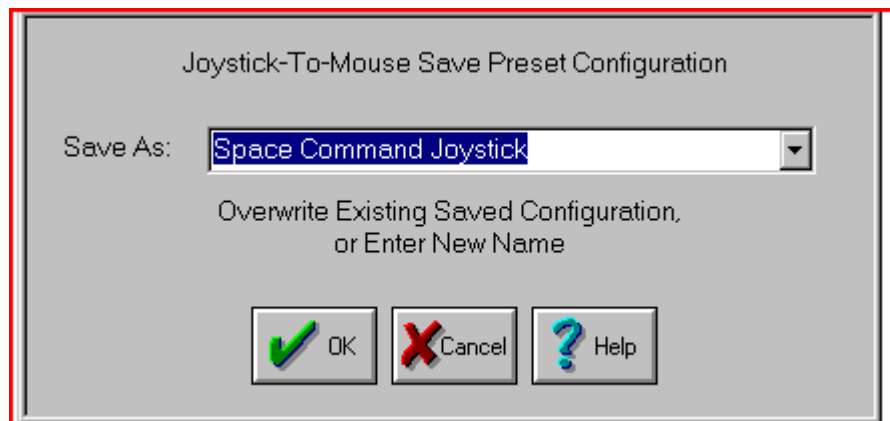 Joystick-To-Mouse Save Preset Configuration
Save As: Space Command Joystick
Overwrite Existing Saved Configuration,
or Enter New Name
OK Cancel Help